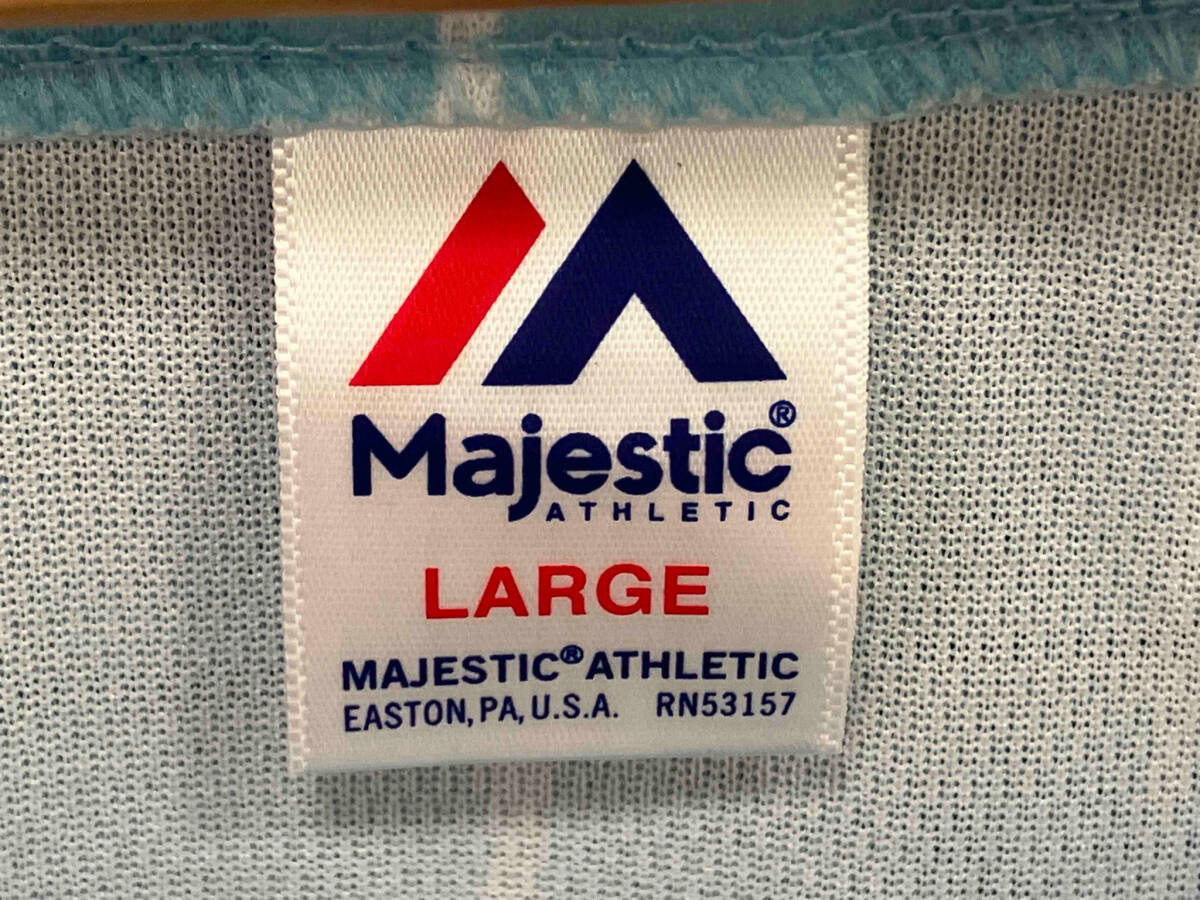 Majestic®
ATHLETIC
LARGE
MAJESTIC® ATHLETIC
EASTON, PA, U.S.A. RN53157